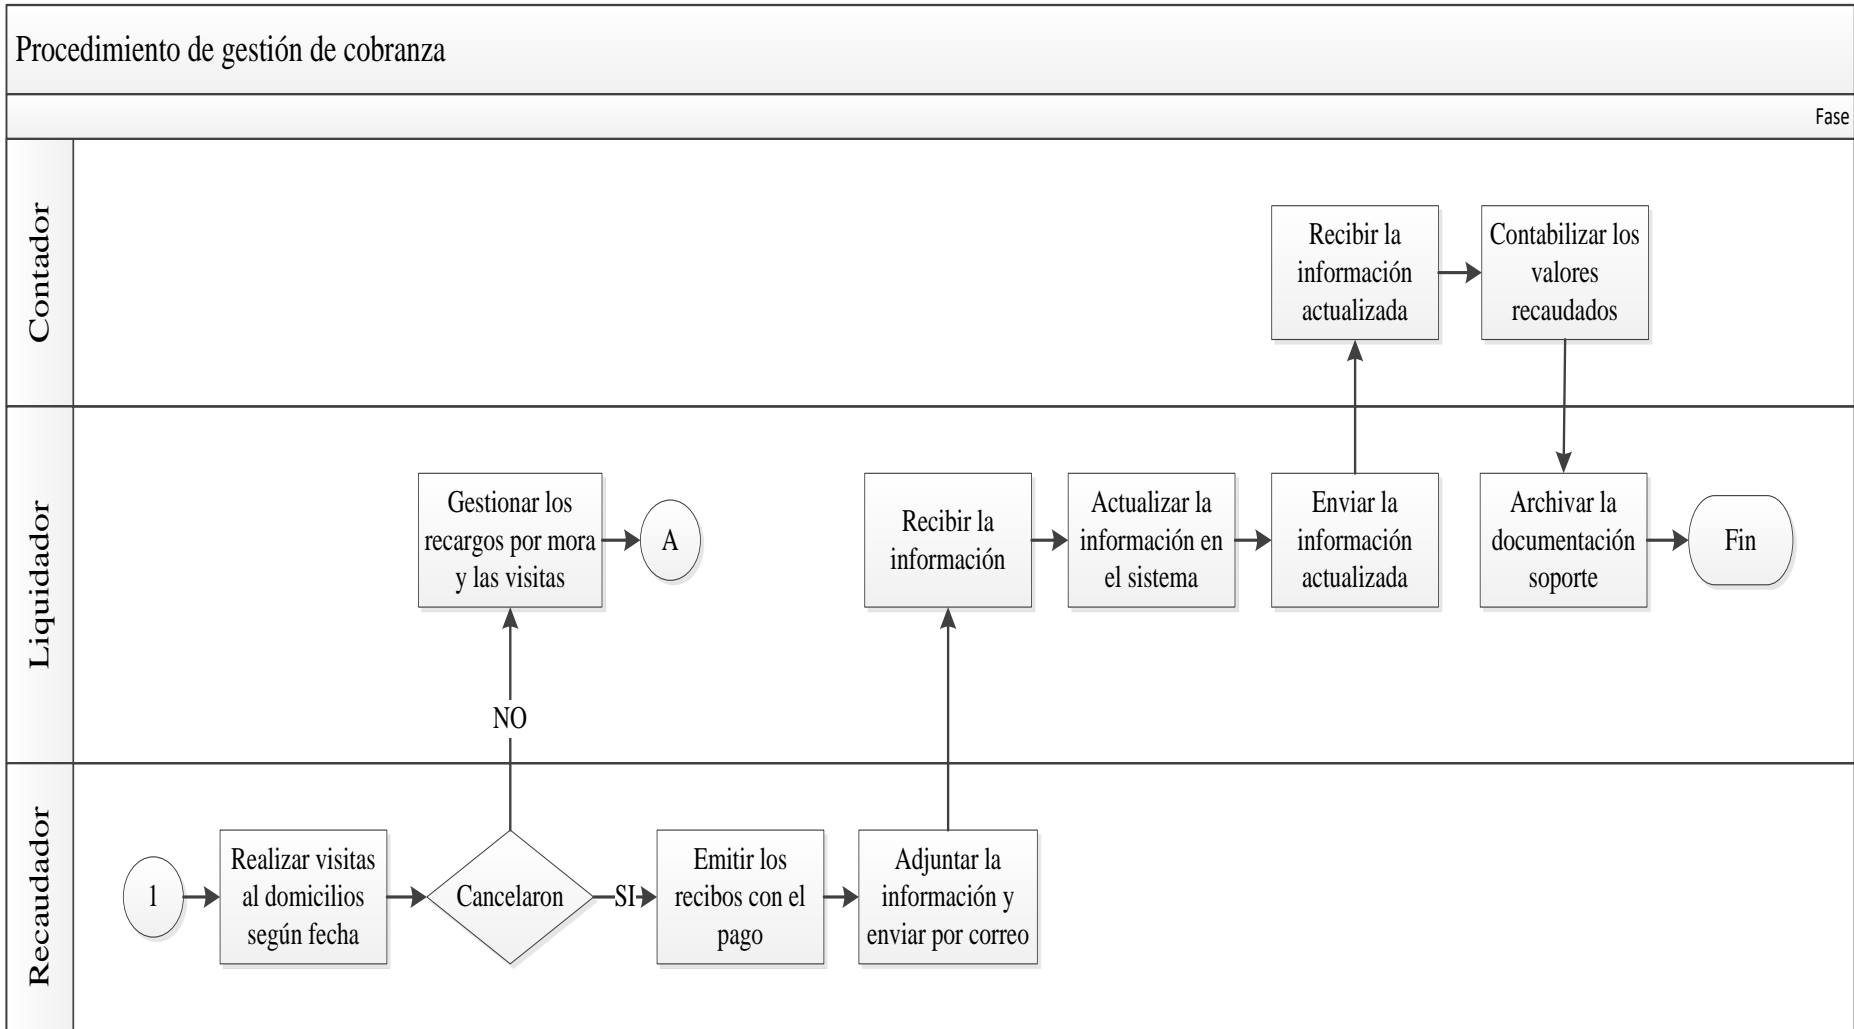 Procedimiento de gestión de cobranza
Fase
Contador
Recibir la
información
actualizada
Contabilizar los
valores
recaudados
Liquidador
Gestionar los
recargos por mora
y las visitas
A
Recibir la
información
Actualizar la
información en
el sistema
Enviar la
información
actualizada
Archivar la
documentación
soporte
Fin
NO
Recaudador
1
Realizar visitas
al domicilios
según fecha
Cancelaron
SI
Emitir los
recibos con el
pago
Adjuntar la
información y
enviar por correo